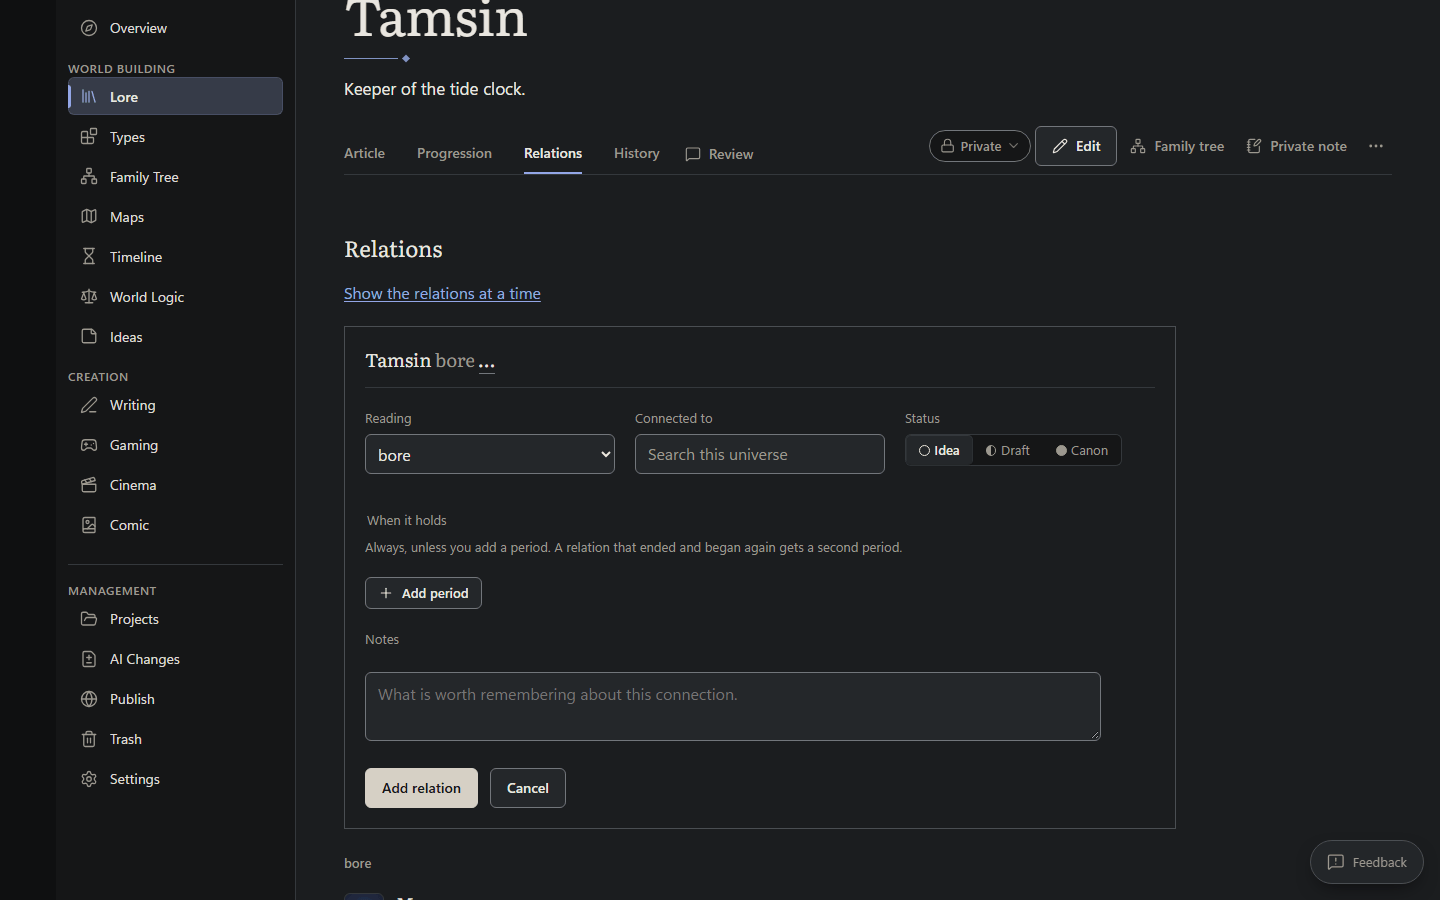 Overview
WORLD BUILDING
Lore
Types
Family Tree
Maps
Timeline
World Logic
Ideas
CREATION
Writing
Gaming
Cinema
Comic
MANAGEMENT
Projects
AI Changes
Publish
Trash
Settings
Tamsin
Keeper of the tide clock.
Article Progression Relations History Review
Private Edit Family tree Private note
Relations
Show the relations at a time
Tamsin bore ...
Reading Connected to Status
bore Search this universe Idea Draft Canon
When it holds
Always, unless you add a period. A relation that ended and began again gets a second period.
Add period
Notes
What is worth remembering about this connection.
Add relation Cancel
bore
Feedback